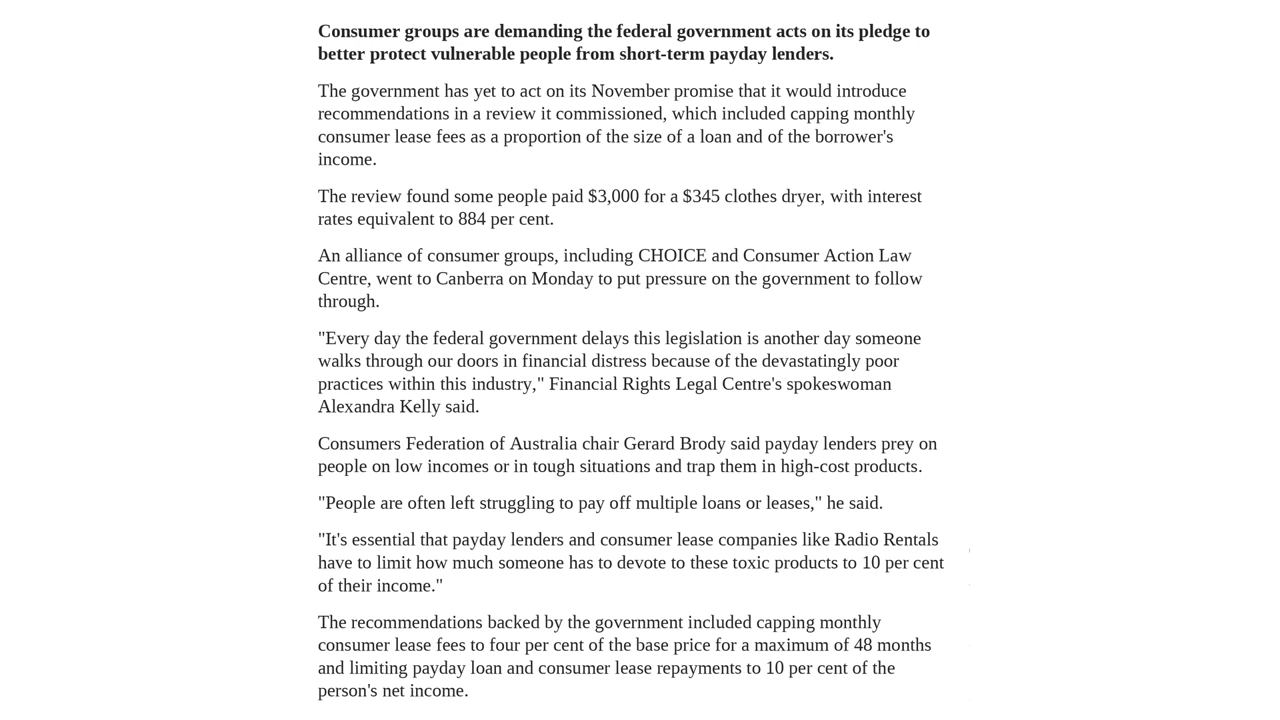 Consumer groups are demanding the federal government acts on its pledge to
better protect vulnerable people from short-term payday lenders.
The government has yet to act on its November promise that it would introduce
recommendations in a review it commissioned, which included capping monthly
consumer lease fees as a proportion of the size of a loan and of the borrower's
income.
The review found some people paid $3,000 for a $345 clothes dryer, with interest
rates equivalent to 884 per cent.
An alliance of consumer groups, including CHOICE and Consumer Action Law
Centre, went to Canberra on Monday to put pressure on the government to follow
through.
"Every day the federal government delays this legislation is another day someone
walks through our doors in financial distress because of the devastatingly poor
practices within this industry," Financial Rights Legal Centre's spokeswoman
Alexandra Kelly said.
Consumers Federation of Australia chair Gerard Brody said payday lenders prey on
people on low incomes or in tough situations and trap them in high-cost products.
"People are often left struggling to pay off multiple loans or leases," he said.
"It's essential that payday lenders and consumer lease companies like Radio Rentals
have to limit how much someone has to devote to these toxic products to 10 per cent
of their income."
The recommendations backed by the government included capping monthly
consumer lease fees to four per cent of the base price for a maximum of 48 months
and limiting payday loan and consumer lease repayments to 10 per cent of the
person's net income.